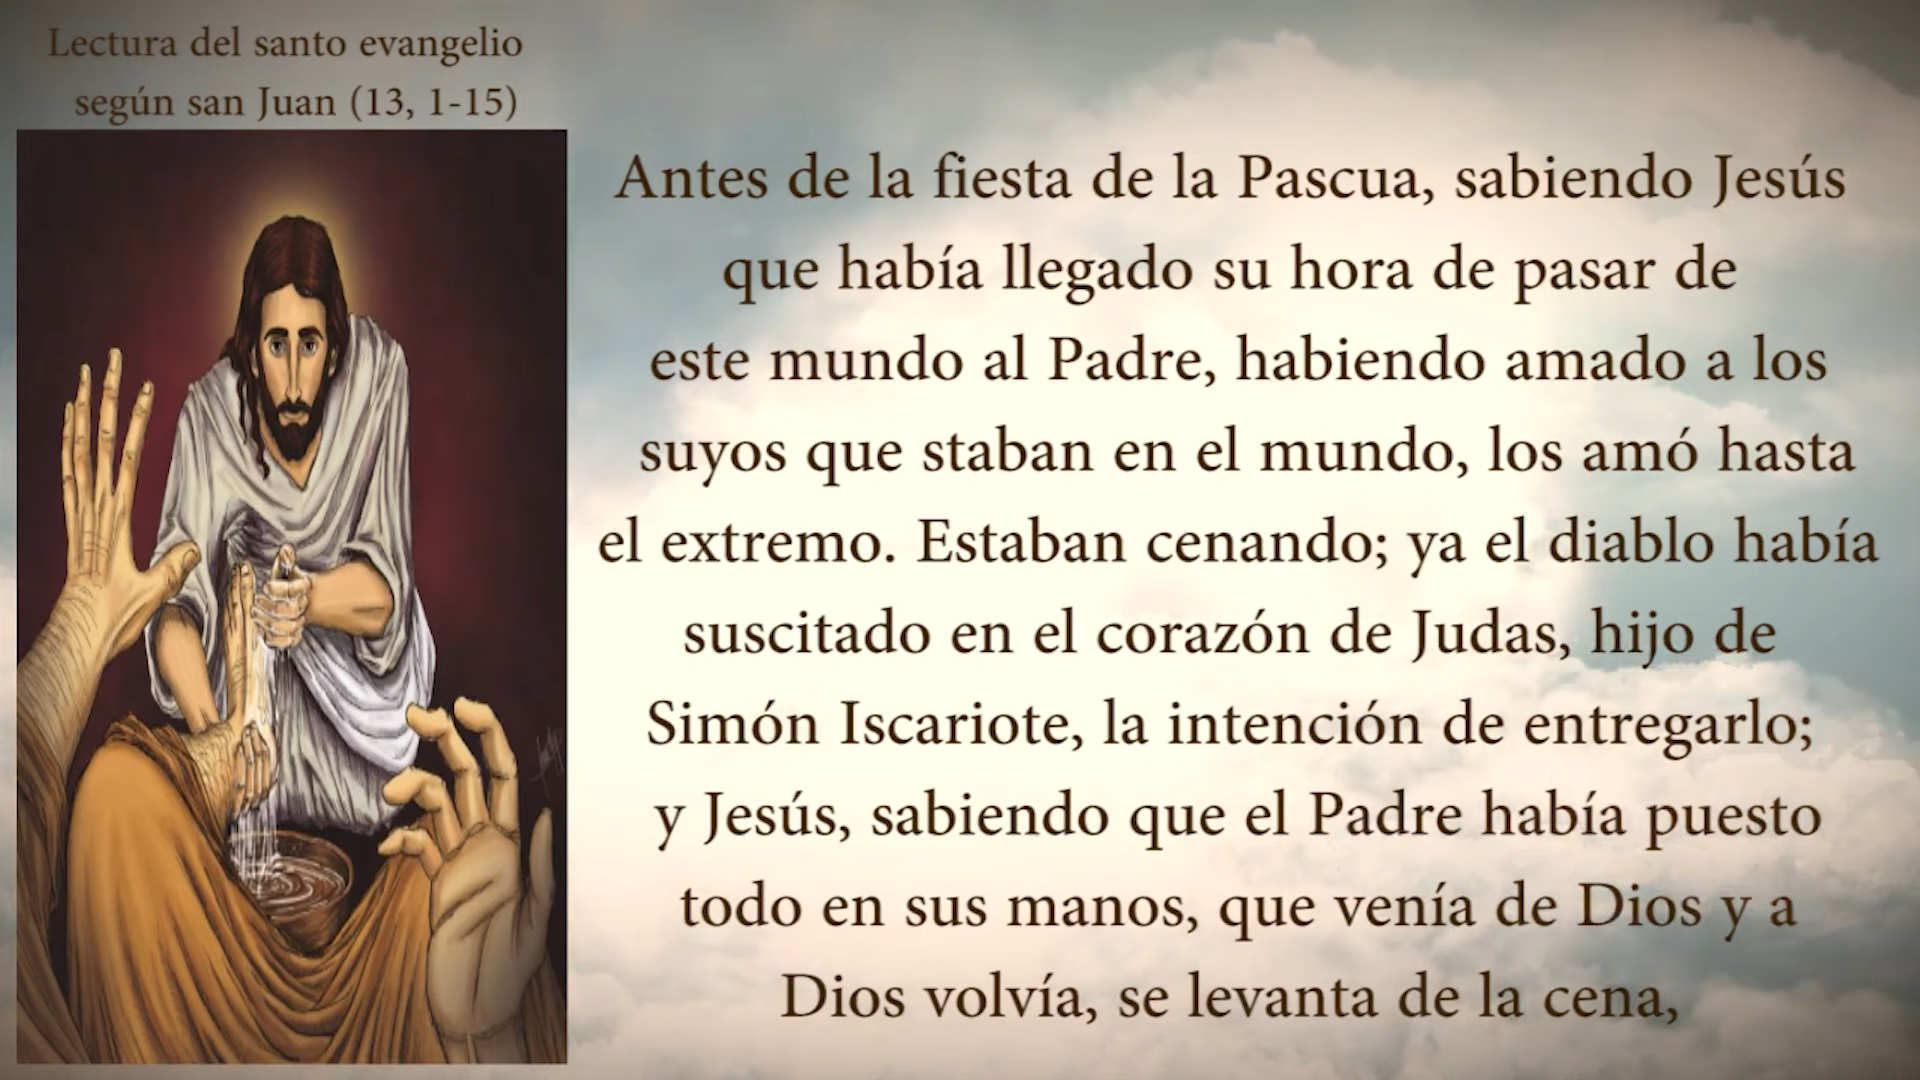 Lectura del santo evangelio
según san Juan (13, 1-15)
Antes de la fiesta de la Pascua, sabiendo Jesús
que había llegado su hora de pasar de
este mundo al Padre, habiendo amado a los
suyos que staban en el mundo, los amó hasta
el extremo. Estaban cenando; ya el diablo había
suscitado en el corazón de Judas, hijo de
Simón Iscariote, la intención de entregarlo;
y Jesús, sabiendo que el Padre había puesto
todo en sus manos, que venía de Dios y a
Dios volvía, se levanta de la cena,